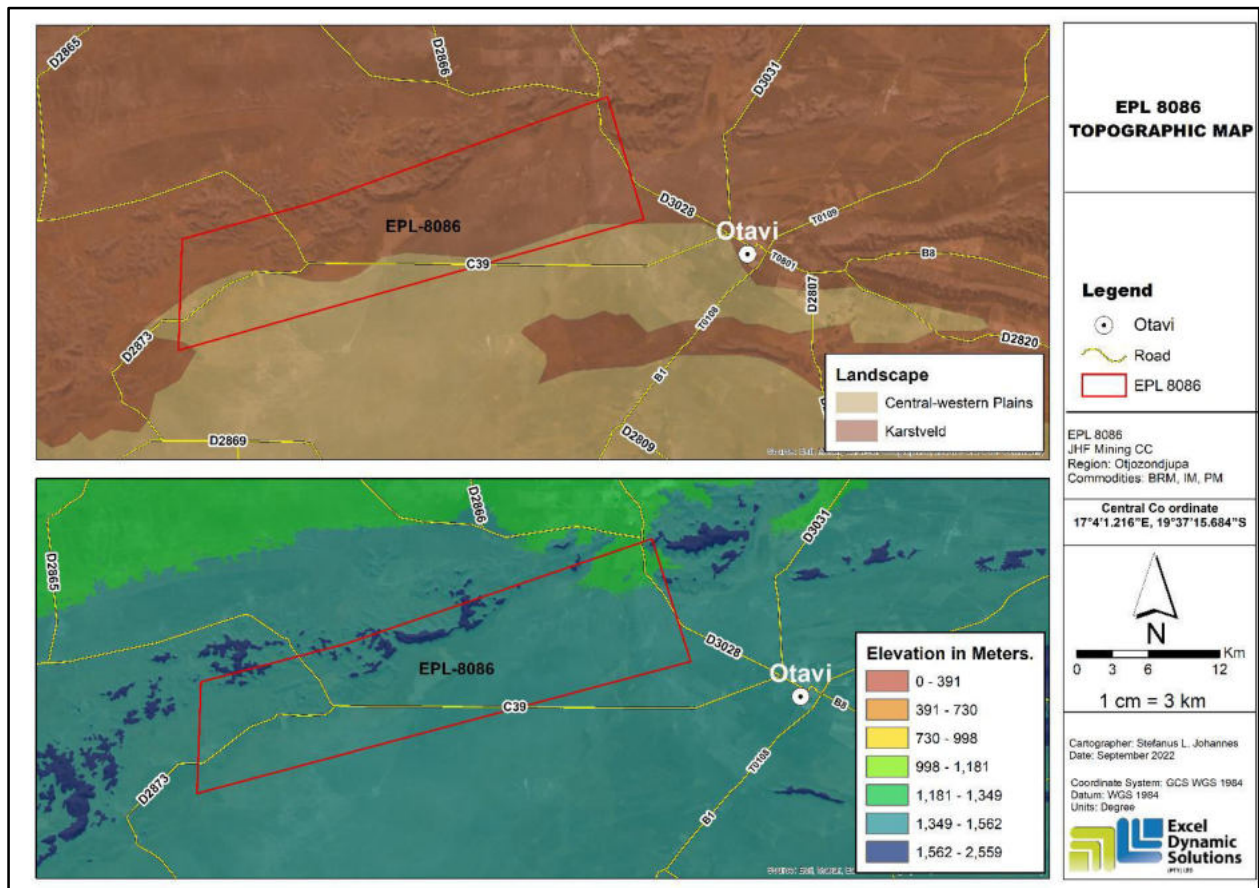 D2865
D2866
D3031
EPL-8086
D3028
T0109
Otavi
C39
T0801
B8
D2807
D2873
T0108
D2820
B1
D2869
D2809
Landscape
Central-western Plains
Karstveld
D2865
D2866
D3031
EPL-8086
D3028
Otavi
C39
B8
D2873
T0108
B1
Elevation in Meters.
0 - 391
391 - 730
730 - 998
998 - 1,181
1,181 - 1,349
1,349 - 1,562
1,562 - 2,559
EPL 8086
TOPOGRAPHIC MAP
Legend
Otavi
Road
EPL 8086
EPL 8086
JHF Mining CC
Region: Otjozondjupa
Commodities: BRM, IM, PM
Central Co ordinate
17°4'1.216"E, 19°37'15.684"S
N
Km
0 3 6 12
1 cm = 3 km
Cartographer: Stefanus L. Johannes
Date: September 2022
Coordinate System: GCS WGS 1984
Datum: WGS 1984
Units: Degree
Excel
Dynamic
Solutions
(PTY) LTD